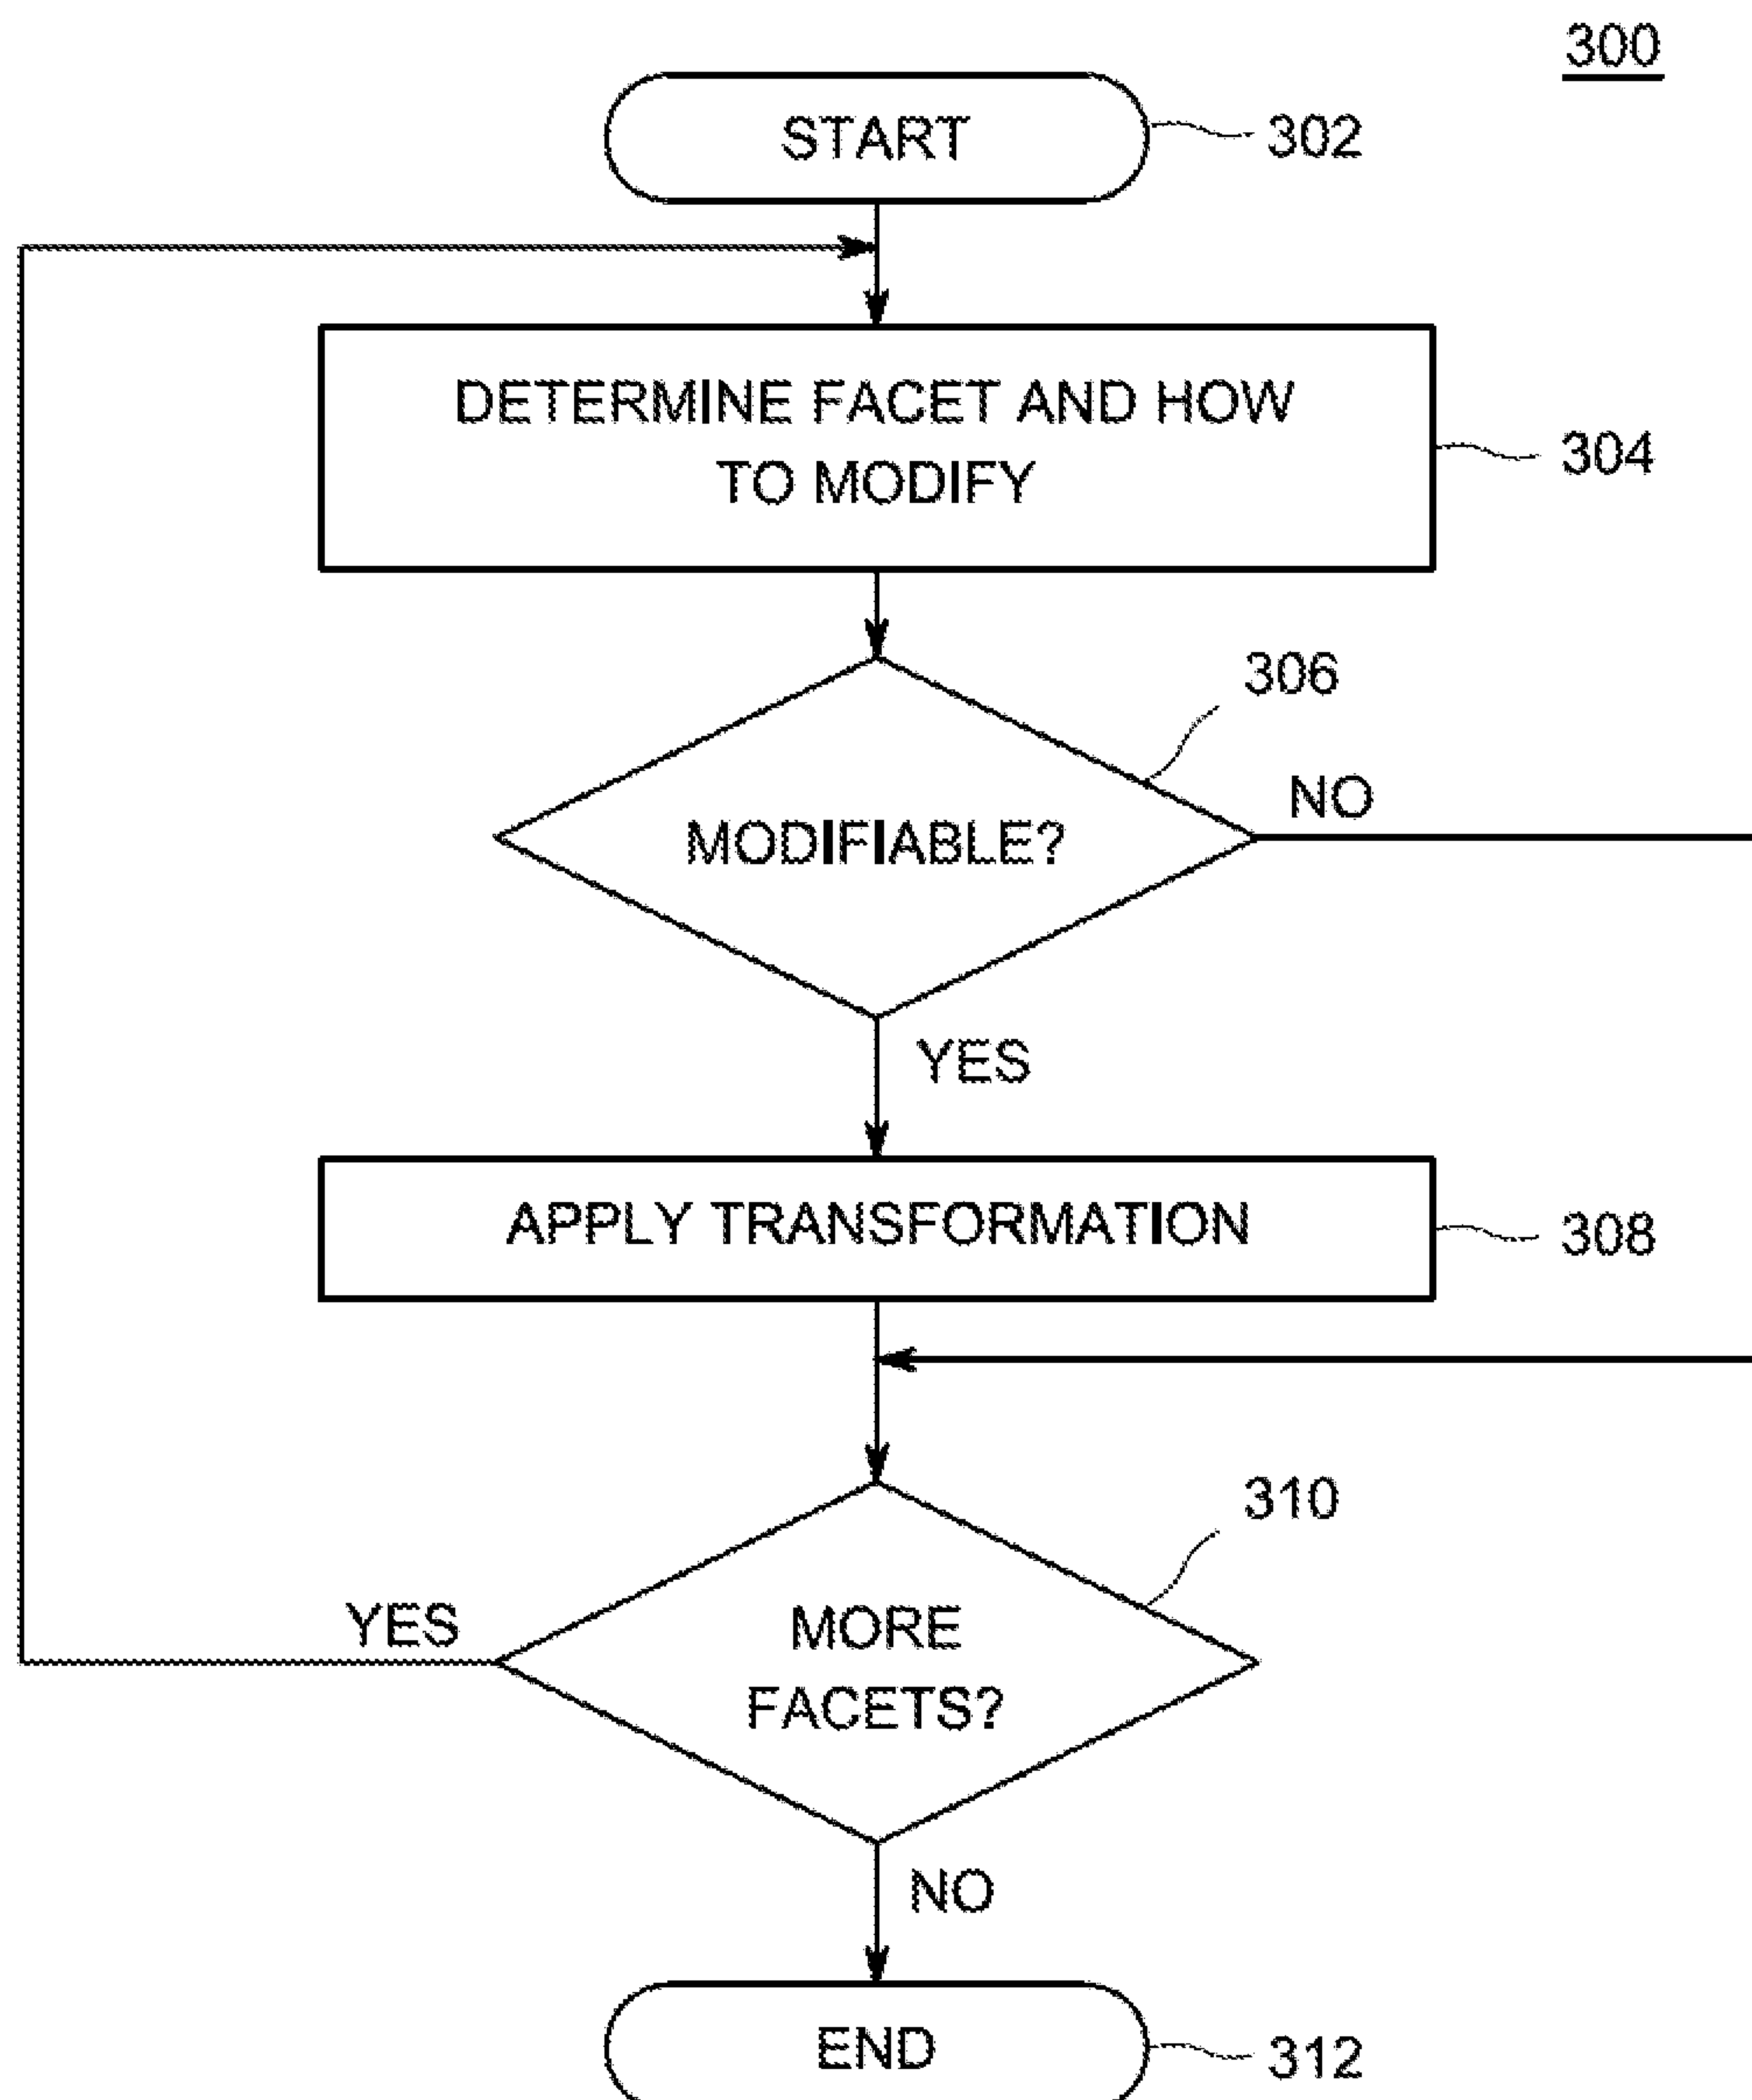 300
START
302
DETERMINE FACET AND HOW
TO MODIFY
304
306
MODIFIABLE?
NO
YES
APPLY TRANSFORMATION
308
310
YES
MORE
FACETS?
NO
END
312